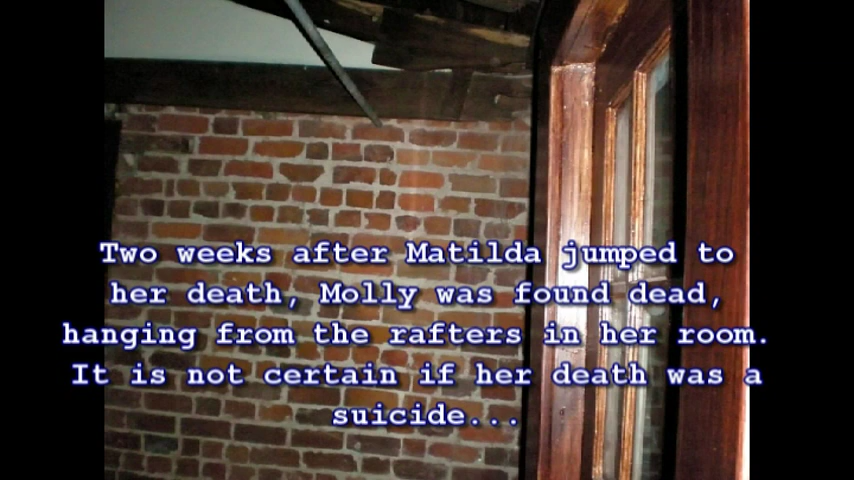 Two weeks after Matilda jumped to
her death, Molly was found dead,
hanging from the rafters in her room.
It is not certain if her death was a
suicide...